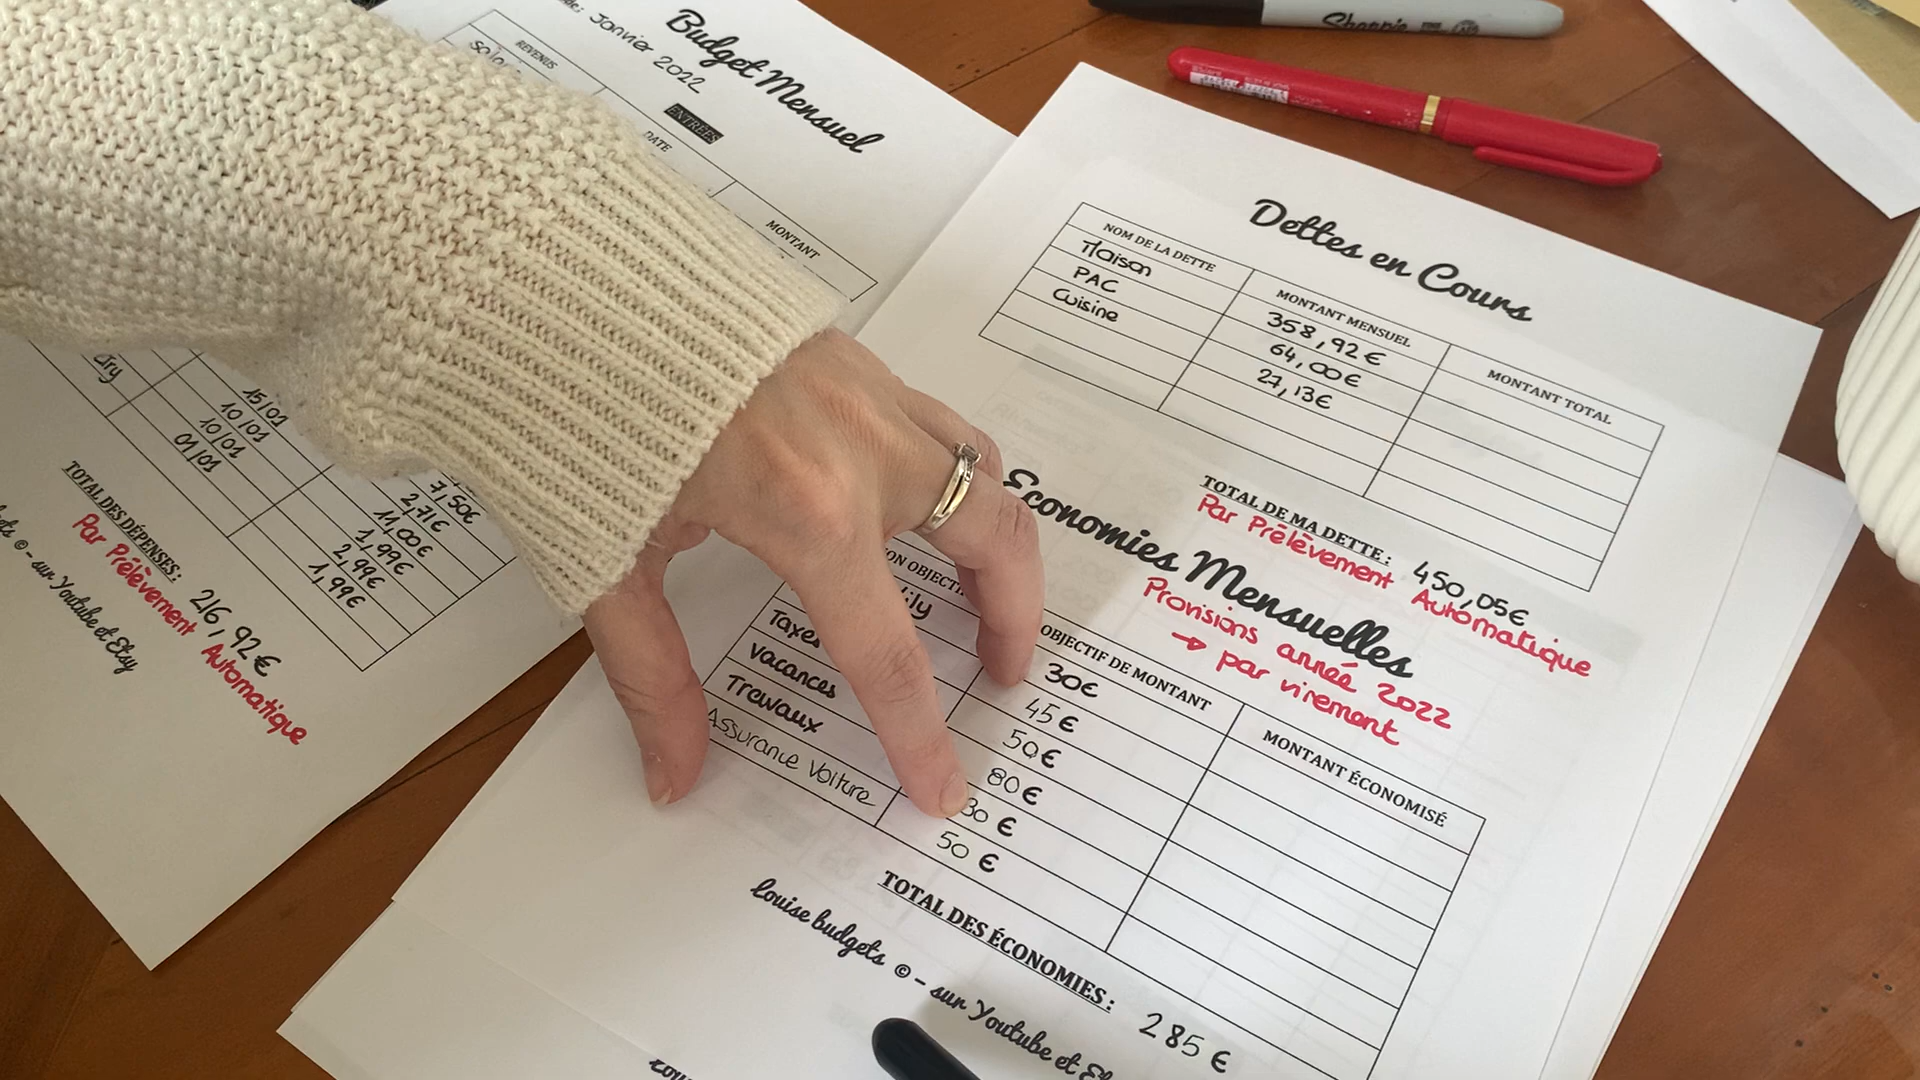 Budget Mensuel
Janvier 2022
ENTRÉES
REVENUS
DATE
MONTANT
15/01
10/01
10/01
01/01
7,50€
2,71€
11,00€
1,99€
2,99€
1,99€
TOTAL DES DÉPENSES : 216,92€
Par Prélèvement Automatique
© - sur Youtube et Etsy
Sharpie
Dettes en Cours
NOM DE LA DETTE MONTANT MENSUEL MONTANT TOTAL
Maison 358,92€
PAC 64,00€
Cuisine 27,13€
TOTAL DE MA DETTE : 450,05€
Par Prélèvement Automatique
Economies Mensuelles
Provisions année 2022
→ par virement
OBJECTIF DE MONTANT MONTANT ÉCONOMISÉ
30€
Taxes 45€
Vacances 50€
Travaux 80€
Assurance Voiture 30€
50€
TOTAL DES ÉCONOMIES : 285€
Louise budgets © - sur Youtube et